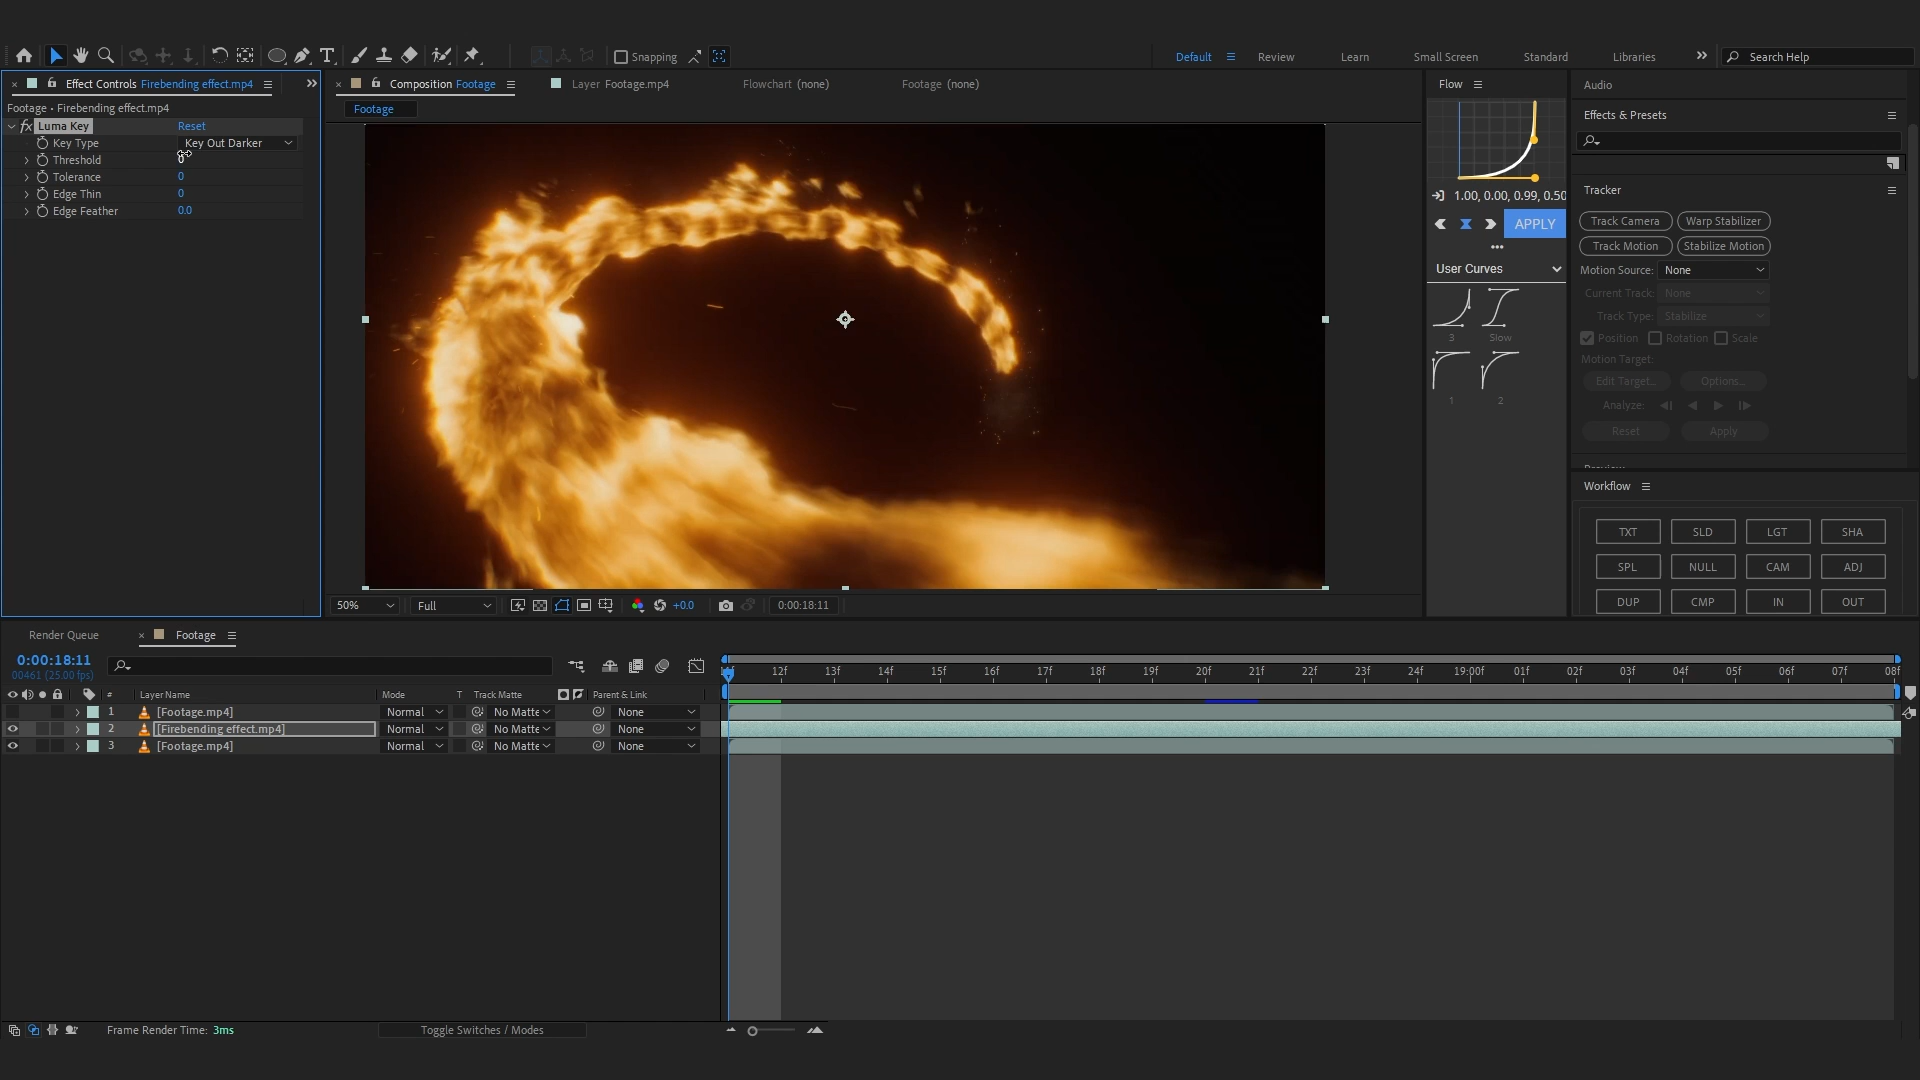 Snapping
Default
Review
Learn
Small Screen
Standard
Libraries
Search Help
Effect Controls Firebending effect.mp4
Composition Footage
Layer Footage.mp4
Flowchart (none)
Footage (none)
Flow
Audio
Footage • Firebending effect.mp4
Footage
Effects & Presets
fx Luma Key Reset
Key Type Key Out Darker
Threshold
Tolerance 0
Edge Thin 0
Edge Feather 0.0
Tracker
1.00, 0.00, 0.99, 0.50
APPLY
User Curves
3 Slow
1 2
Track Camera Warp Stabilizer
Track Motion Stabilize Motion
Motion Source: None
Current Track: None
Track Type: Stabilize
Position Rotation Scale
Motion Target:
Edit Target... Options...
Analyze:
Reset Apply
Workflow
TXT SLD LGT SHA
SPL NULL CAM ADJ
DUP CMP IN OUT
50% Full +0.0 0:00:18:11
Render Queue Footage
0:00:18:11
00461 (25.00 fps)
# Layer Name Mode T Track Matte Parent & Link
12f 13f 14f 15f 16f 17f 18f 19f 20f 21f 22f 23f 24f 19:00f 01f 02f 03f 04f 05f 06f 07f 08f
1 [Footage.mp4] Normal No Matte None
2 [Firebending effect.mp4] Normal No Matte None
3 [Footage.mp4] Normal No Matte None
Frame Render Time: 3ms
Toggle Switches / Modes